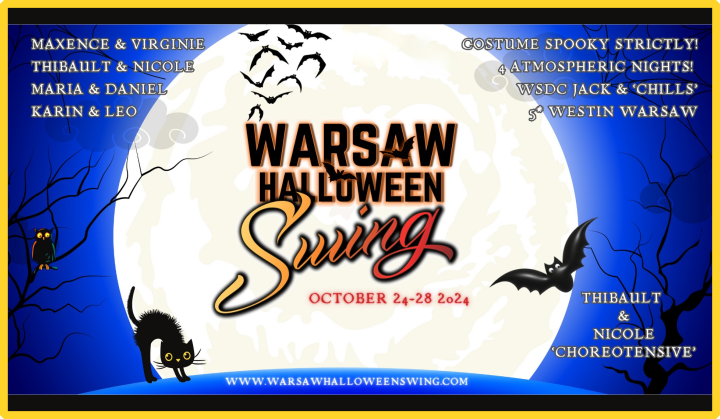 MAXENCE & VIRGINIE
THIBAULT & NICOLE
MARIA & DANIEL
KARIN & LEO
COSTUME SPOOKY STRICTLY!
4 ATMOSPHERIC NIGHTS!
WSDC JACK & 'CHILLS'
5* WESTIN WARSAW
WARSAW
HALLOWEEN
Swing
OCTOBER 24-28 2024
THIBAULT
&
NICOLE
'CHOREOTENSIVE'
WWW.WARSAWHALLOWEENSWING.COM